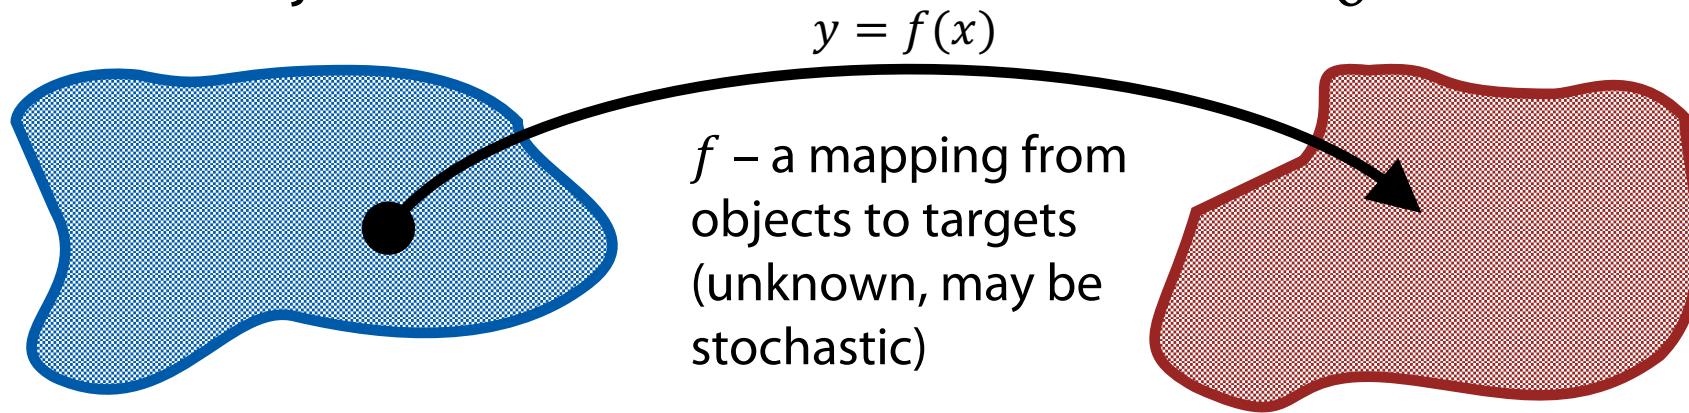 y = f(x)
f – a mapping from
objects to targets
(unknown, may be
stochastic)